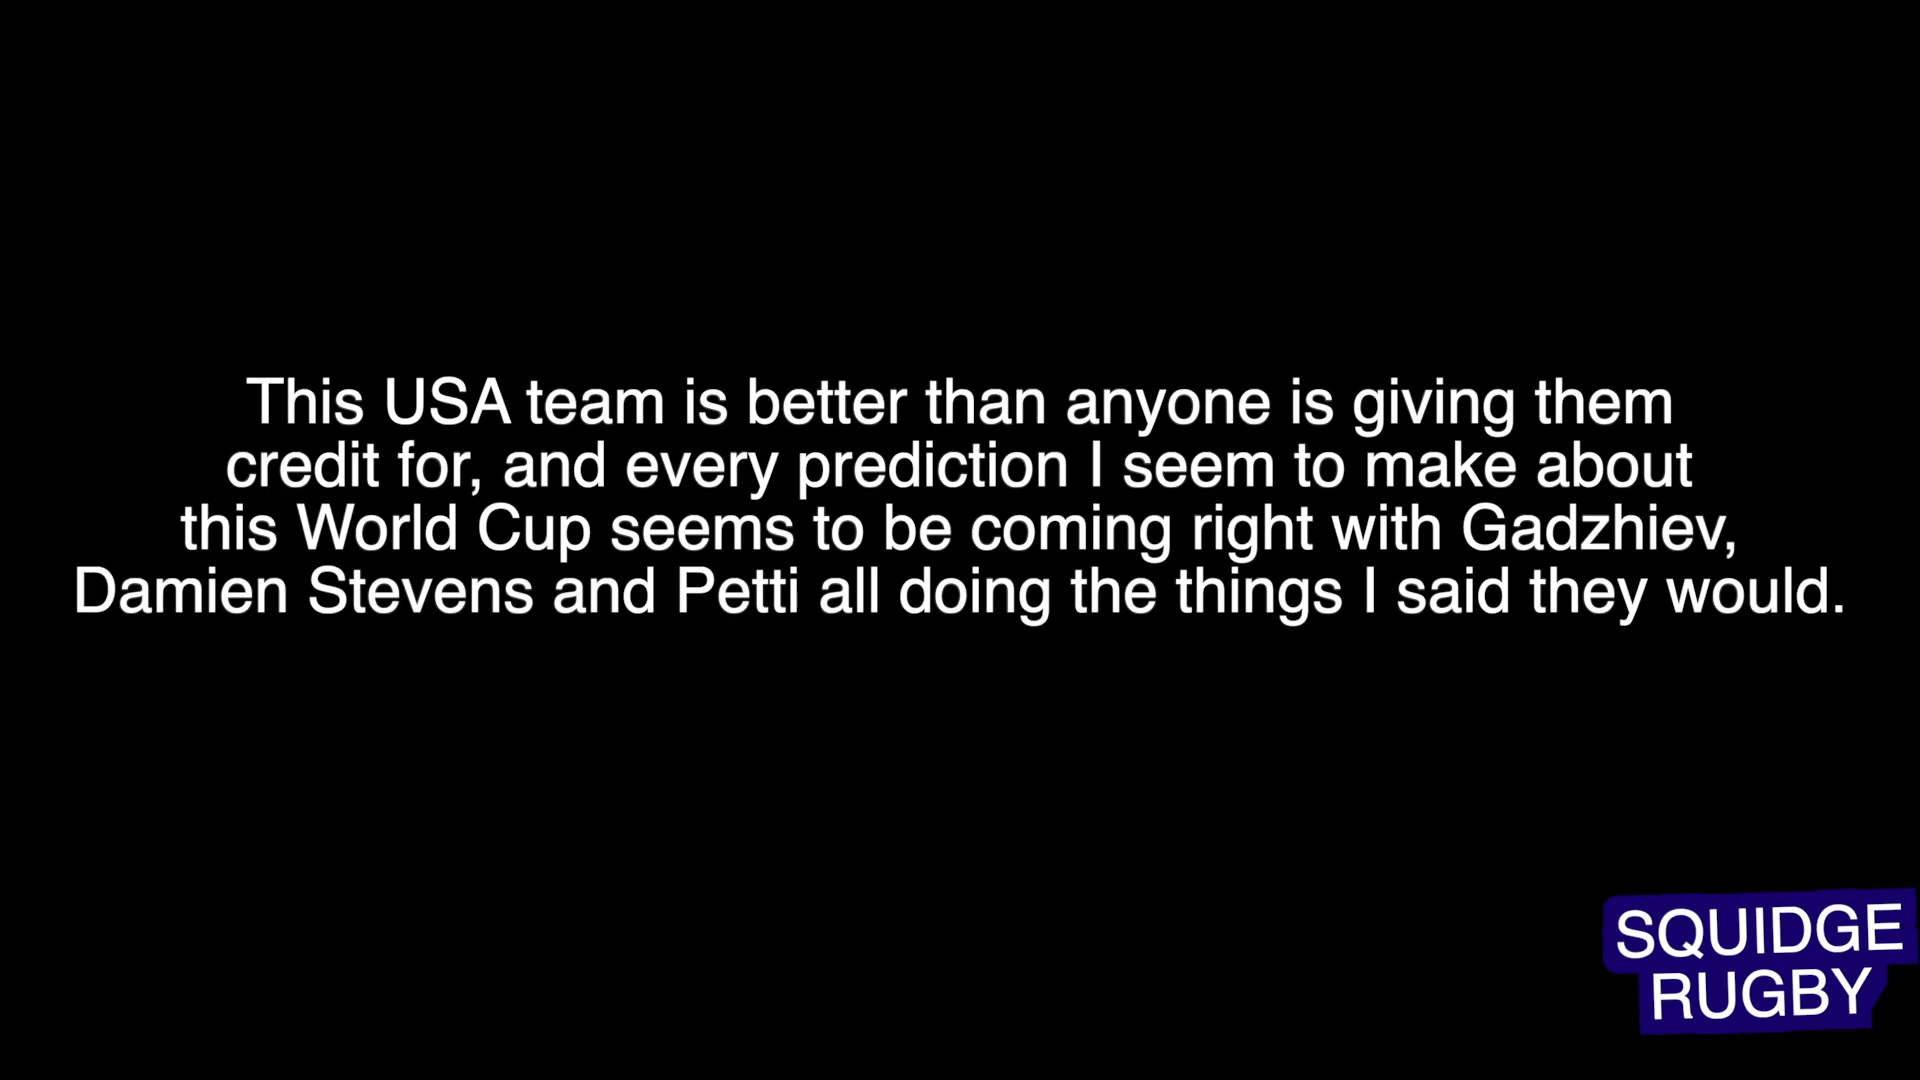 This USA team is better than anyone is giving them
credit for, and every prediction I seem to make about
this World Cup seems to be coming right with Gadzhiev,
Damien Stevens and Petti all doing the things I said they would.
SQUIDGE
RUGBY